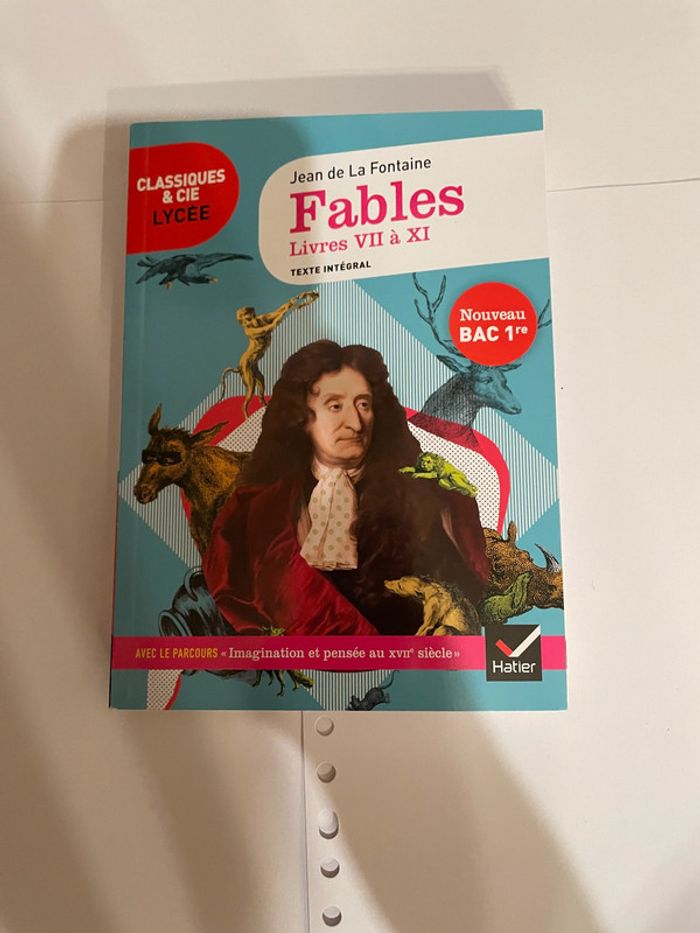 CLASSIQUES
& CIE
LYCÉE
Jean de La Fontaine
Fables
Livres VII à XI
TEXTE INTÉGRAL
Nouveau
BAC 1re
AVEC LE PARCOURS « Imagination et pensée au XVIIe siècle »
Hatier